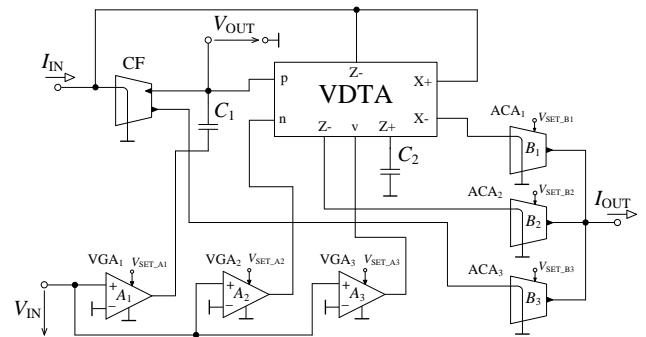 V_OUT
I_IN
CF
C_1
p
n
Z-
VDTA
X+
X-
Z-
v
Z+
C_2
ACA_1
V_SET_B1
B_1
ACA_2
V_SET_B2
B_2
I_OUT
ACA_3
V_SET_B3
B_3
VGA_1
V_SET_A1
+
-
A_1
VGA_2
V_SET_A2
+
-
A_2
VGA_3
V_SET_A3
+
-
A_3
V_IN